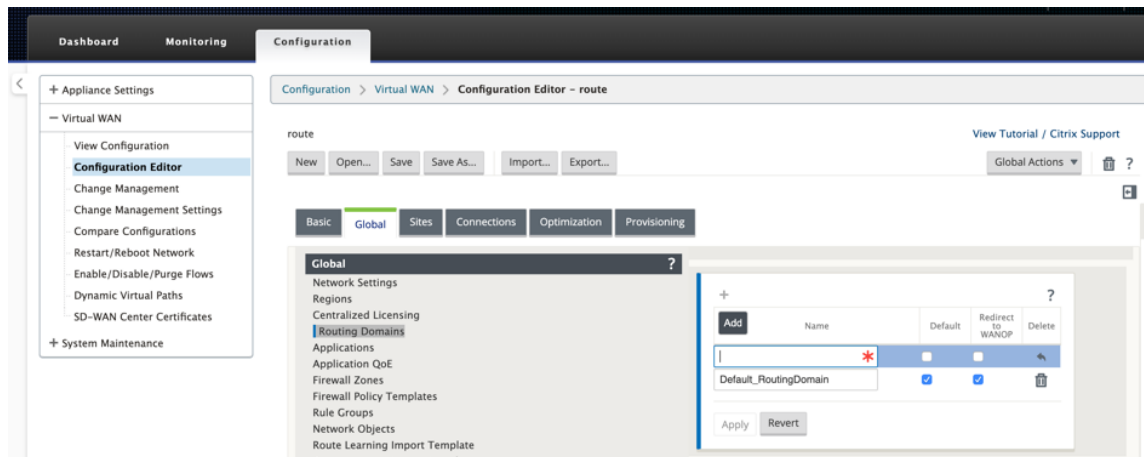 Dashboard Monitoring Configuration
+ Appliance Settings
− Virtual WAN
View Configuration
Configuration Editor
Change Management
Change Management Settings
Compare Configurations
Restart/Reboot Network
Enable/Disable/Purge Flows
Dynamic Virtual Paths
SD-WAN Center Certificates
+ System Maintenance
Configuration > Virtual WAN > Configuration Editor - route
route
View Tutorial / Citrix Support
New Open... Save Save As... Import... Export... Global Actions ?
Basic Global Sites Connections Optimization Provisioning
Global ?
Network Settings
Regions
Centralized Licensing
Routing Domains
Applications
Application QoE
Firewall Zones
Firewall Policy Templates
Rule Groups
Network Objects
Route Learning Import Template
+ ?
Add Name Default Redirect to WANOP Delete
*
Default_RoutingDomain
Apply Revert